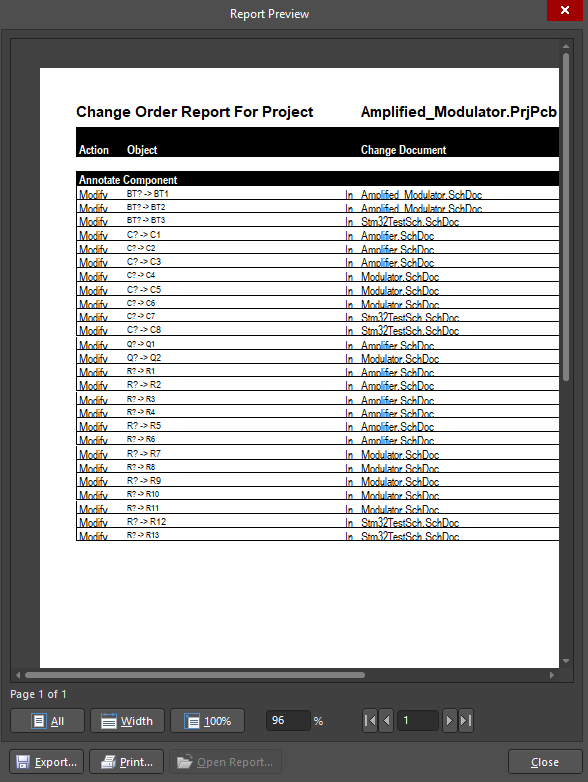 Report Preview
Change Order Report For Project Amplified_Modulator.PrjPcb
Action Object Change Document
Annotate Component
Modify BT? -> BT1 In Amplified_Modulator.SchDoc
Modify BT? -> BT2 In Amplified_Modulator.SchDoc
Modify BT? -> BT3 In Stm32TestSch.SchDoc
Modify C? -> C1 In Amplifier.SchDoc
Modify C? -> C2 In Amplifier.SchDoc
Modify C? -> C3 In Amplifier.SchDoc
Modify C? -> C4 In Modulator.SchDoc
Modify C? -> C5 In Modulator.SchDoc
Modify C? -> C6 In Modulator.SchDoc
Modify C? -> C7 In Stm32TestSch.SchDoc
Modify C? -> C8 In Stm32TestSch.SchDoc
Modify Q? -> Q1 In Amplifier.SchDoc
Modify Q? -> Q2 In Modulator.SchDoc
Modify R? -> R1 In Amplifier.SchDoc
Modify R? -> R2 In Amplifier.SchDoc
Modify R? -> R3 In Amplifier.SchDoc
Modify R? -> R4 In Amplifier.SchDoc
Modify R? -> R5 In Amplifier.SchDoc
Modify R? -> R6 In Amplifier.SchDoc
Modify R? -> R7 In Modulator.SchDoc
Modify R? -> R8 In Modulator.SchDoc
Modify R? -> R9 In Modulator.SchDoc
Modify R? -> R10 In Modulator.SchDoc
Modify R? -> R11 In Modulator.SchDoc
Modify R? -> R12 In Stm32TestSch.SchDoc
Modify R? -> R13 In Stm32TestSch.SchDoc
Page 1 of 1
All Width 100% 96 % 1
Export... Print... Open Report... Close